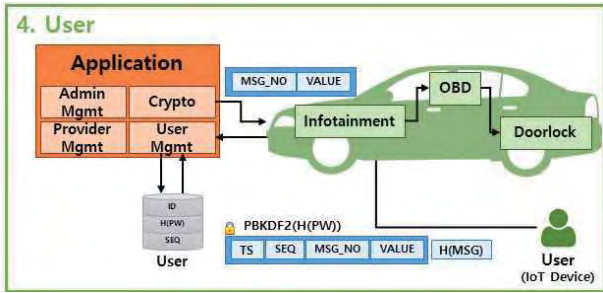 4. User
Application
Admin
Mgmt
Crypto
Provider
Mgmt
User
Mgmt
MSG_NO VALUE
Infotainment
OBD
Doorlock
ID
H(PW)
SEQ
User
PBKDF2(H(PW))
TS SEQ MSG_NO VALUE H(MSG)
User
(IoT Device)